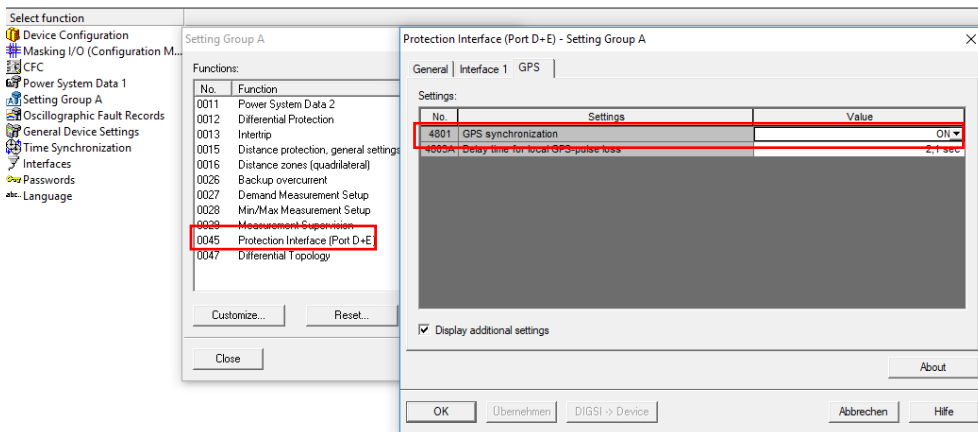 Select function
Device Configuration
Masking I/O (Configuration M...
CFC
Power System Data 1
Setting Group A
Oscillographic Fault Records
General Device Settings
Time Synchronization
Interfaces
Passwords
abc.. Language
Setting Group A
Functions:
No. Function
0011 Power System Data 2
0012 Differential Protection
0013 Intertrip
0015 Distance protection, general settings
0016 Distance zones (quadrilateral)
0026 Backup overcurrent
0027 Demand Measurement Setup
0028 Min/Max Measurement Setup
0029 Measurement Supervision
0045 Protection Interface (Port D+E)
0047 Differential Topology
Customize... Reset...
Close
Protection Interface (Port D+E) - Setting Group A
General Interface 1 GPS
Settings:
No. Settings Value
4801 GPS synchronization ON
4803A Delay time for local GPS-pulse loss 2,1 sec
Display additional settings
About
OK Übernehmen DIGSI -> Device Abbrechen Hilfe